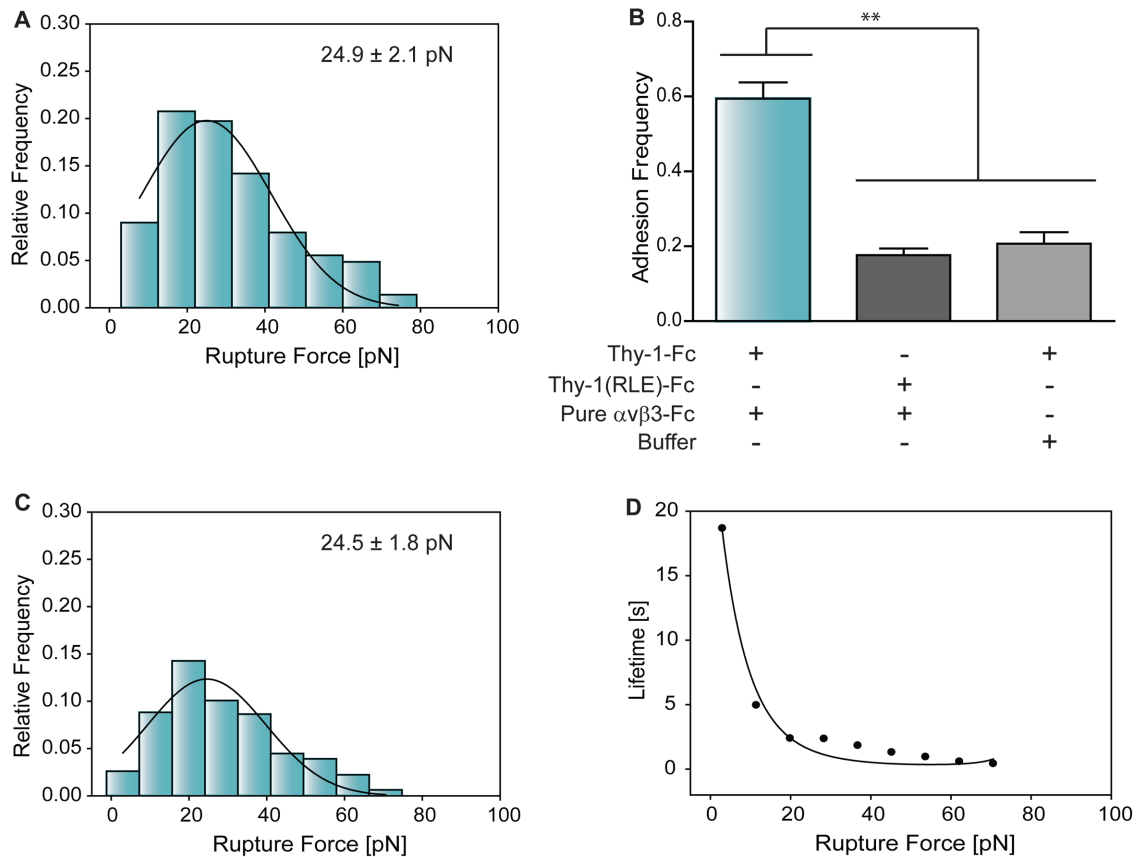 A
0.30
0.25
0.20
0.15
0.10
0.05
0.00
Relative Frequency
24.9 ± 2.1 pN
0 20 40 60 80 100
Rupture Force [pN]
B
0.8
0.6
0.4
0.2
0.0
Adhesion Frequency
**
Thy-1-Fc + - +
Thy-1(RLE)-Fc - + -
Pure αvβ3-Fc + + -
Buffer - - +
C
0.30
0.25
0.20
0.15
0.10
0.05
0.00
Relative Frequency
24.5 ± 1.8 pN
0 20 40 60 80 100
Rupture Force [pN]
D
20
15
10
5
0
Lifetime [s]
0 20 40 60 80 100
Rupture Force [pN]